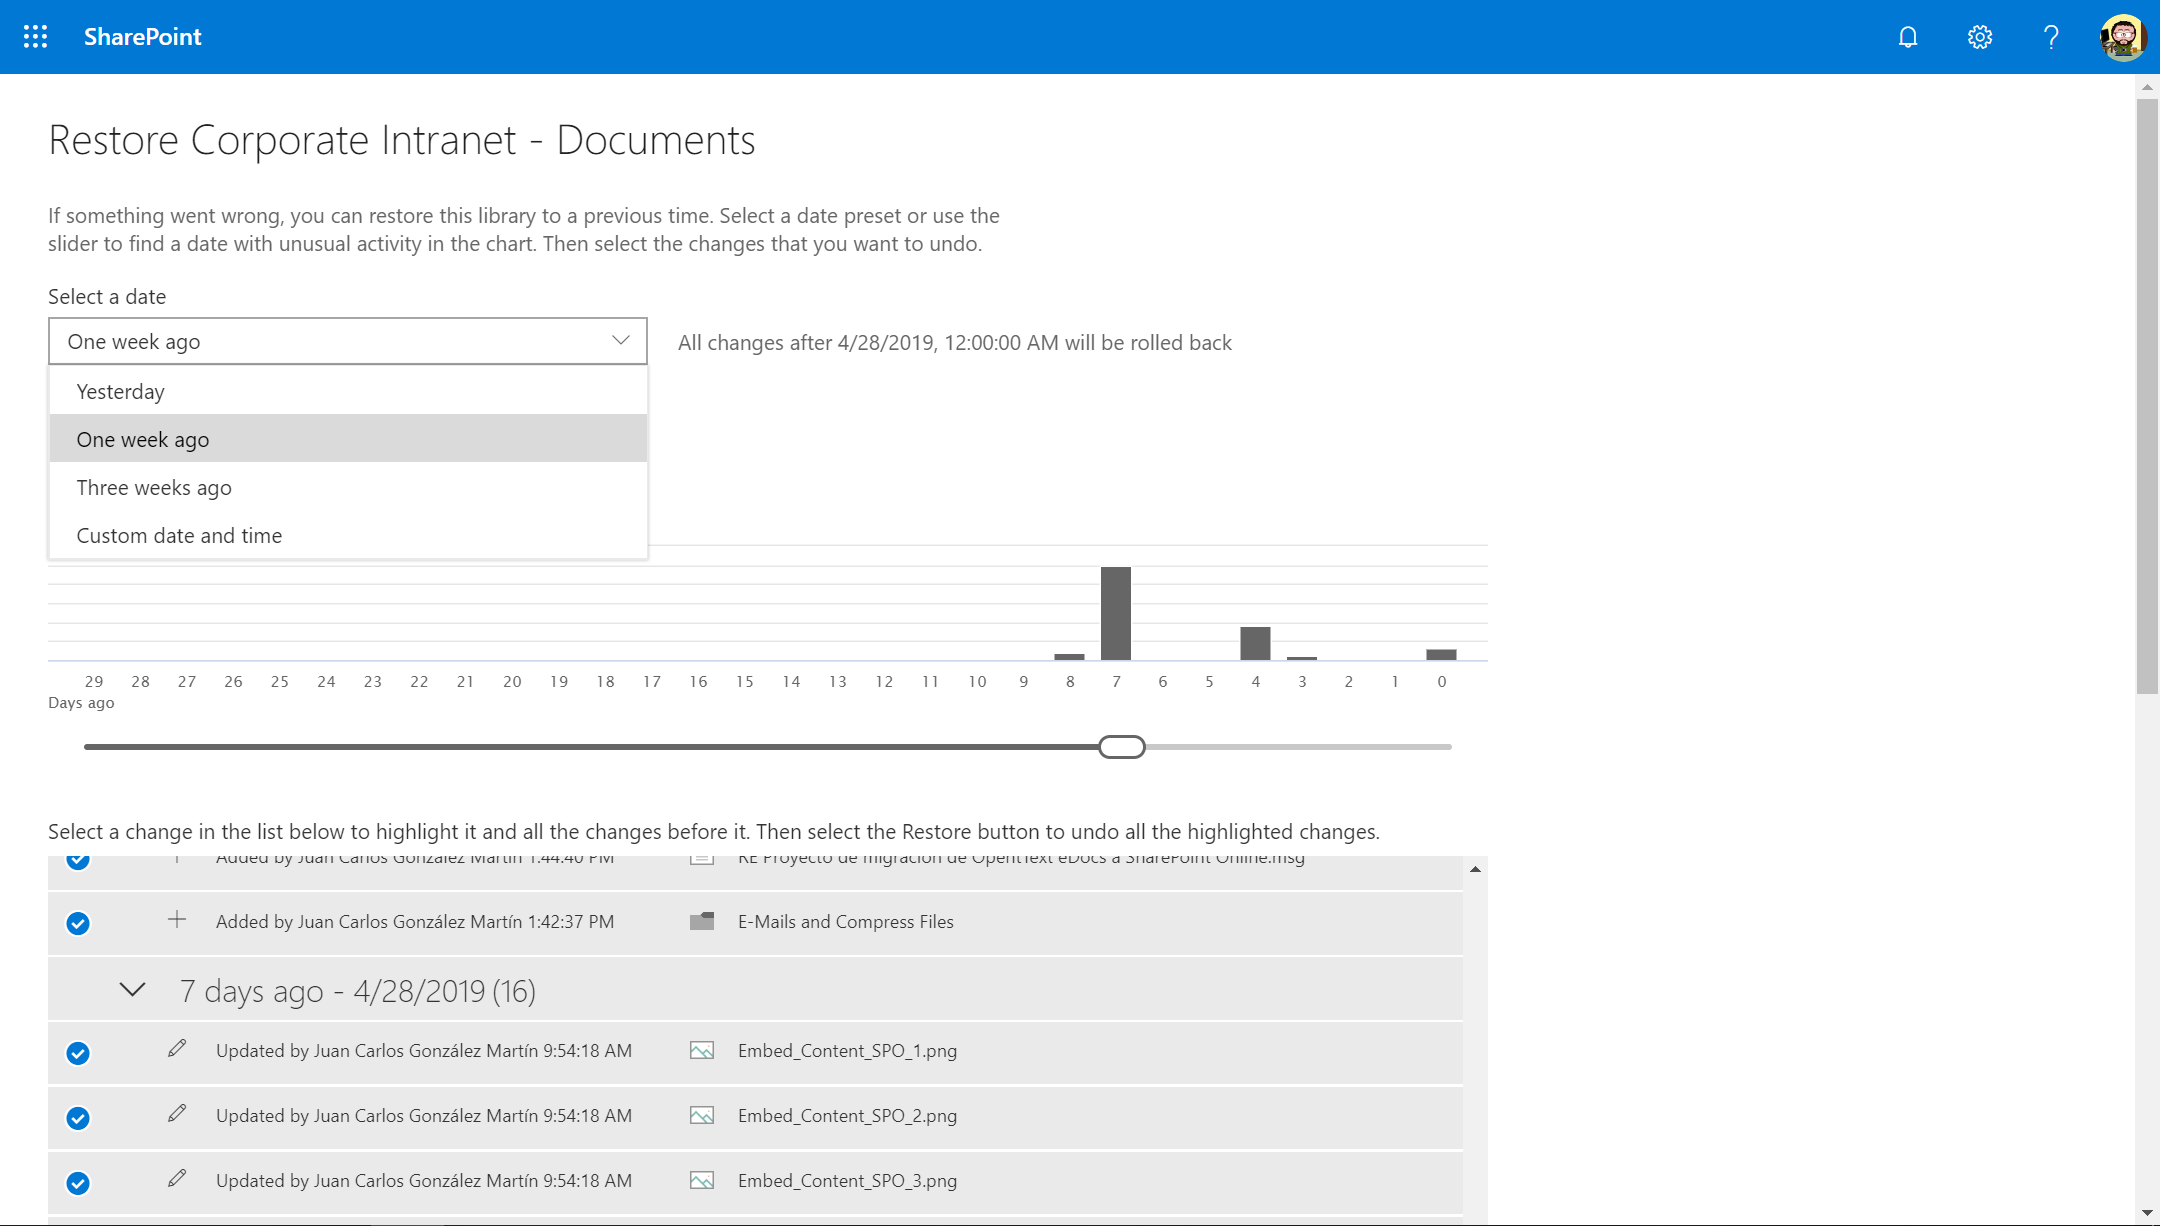 SharePoint
Restore Corporate Intranet - Documents
If something went wrong, you can restore this library to a previous time. Select a date preset or use the
slider to find a date with unusual activity in the chart. Then select the changes that you want to undo.
Select a date
One week ago
All changes after 4/28/2019, 12:00:00 AM will be rolled back
Yesterday
One week ago
Three weeks ago
Custom date and time
29 28 27 26 25 24 23 22 21 20 19 18 17 16 15 14 13 12 11 10 9 8 7 6 5 4 3 2 1 0
Days ago
Select a change in the list below to highlight it and all the changes before it. Then select the Restore button to undo all the highlighted changes.
Added by Juan Carlos González Martín 1:44:40 PM RE Proyecto de migración de OpenText eDocs a SharePoint Online.msg
Added by Juan Carlos González Martín 1:42:37 PM E-Mails and Compress Files
7 days ago - 4/28/2019 (16)
Updated by Juan Carlos González Martín 9:54:18 AM Embed_Content_SPO_1.png
Updated by Juan Carlos González Martín 9:54:18 AM Embed_Content_SPO_2.png
Updated by Juan Carlos González Martín 9:54:18 AM Embed_Content_SPO_3.png